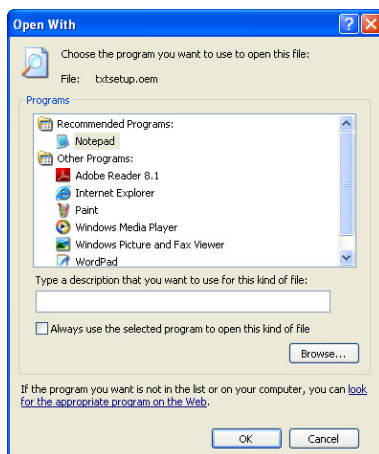 Open With
Choose the program you want to use to open this file:
File: txtsetup.oem
Programs
Recommended Programs:
Notepad
Other Programs:
Adobe Reader 8.1
Internet Explorer
Paint
Windows Media Player
Windows Picture and Fax Viewer
WordPad
Type a description that you want to use for this kind of file:
Always use the selected program to open this kind of file
Browse...
If the program you want is not in the list or on your computer, you can look
for the appropriate program on the Web.
OK Cancel